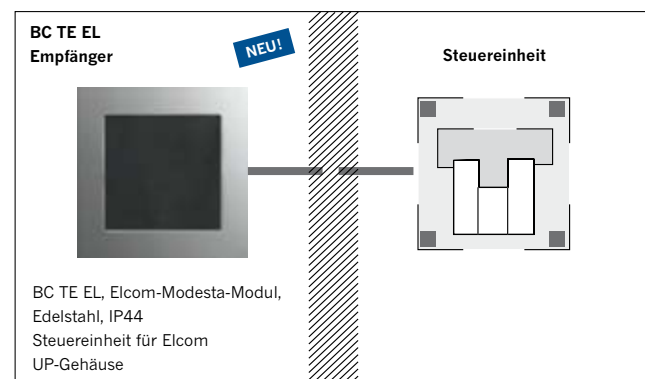 BC TE EL
Empfänger
NEU!
Steuereinheit
BC TE EL, Elcom-Modesta-Modul,
Edelstahl, IP44
Steuereinheit für Elcom
UP-Gehäuse